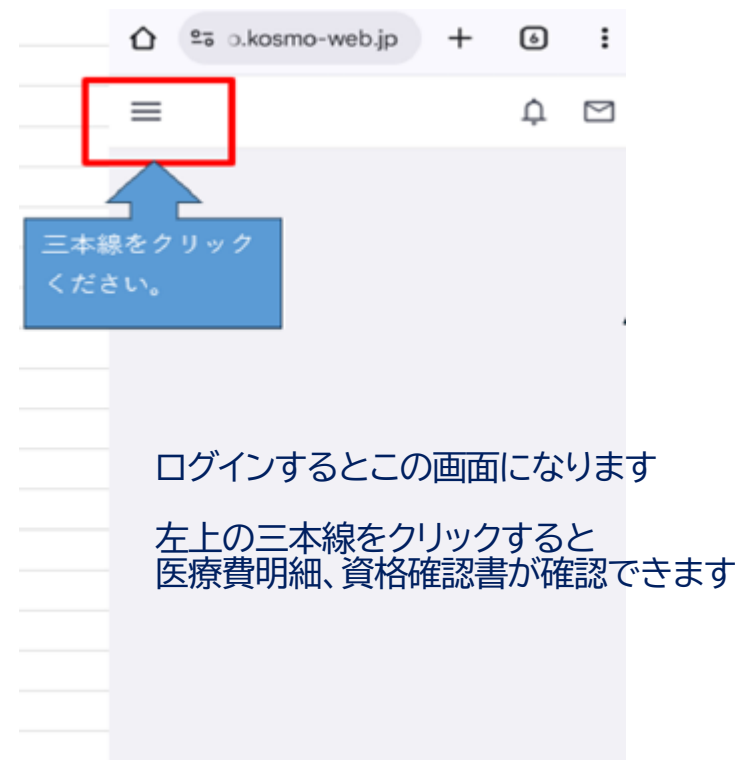 o.kosmo-web.jp
6
三本線をクリック
ください。
ログインするとこの画面になります
左上の三本線をクリックすると
医療費明細、資格確認書が確認できます